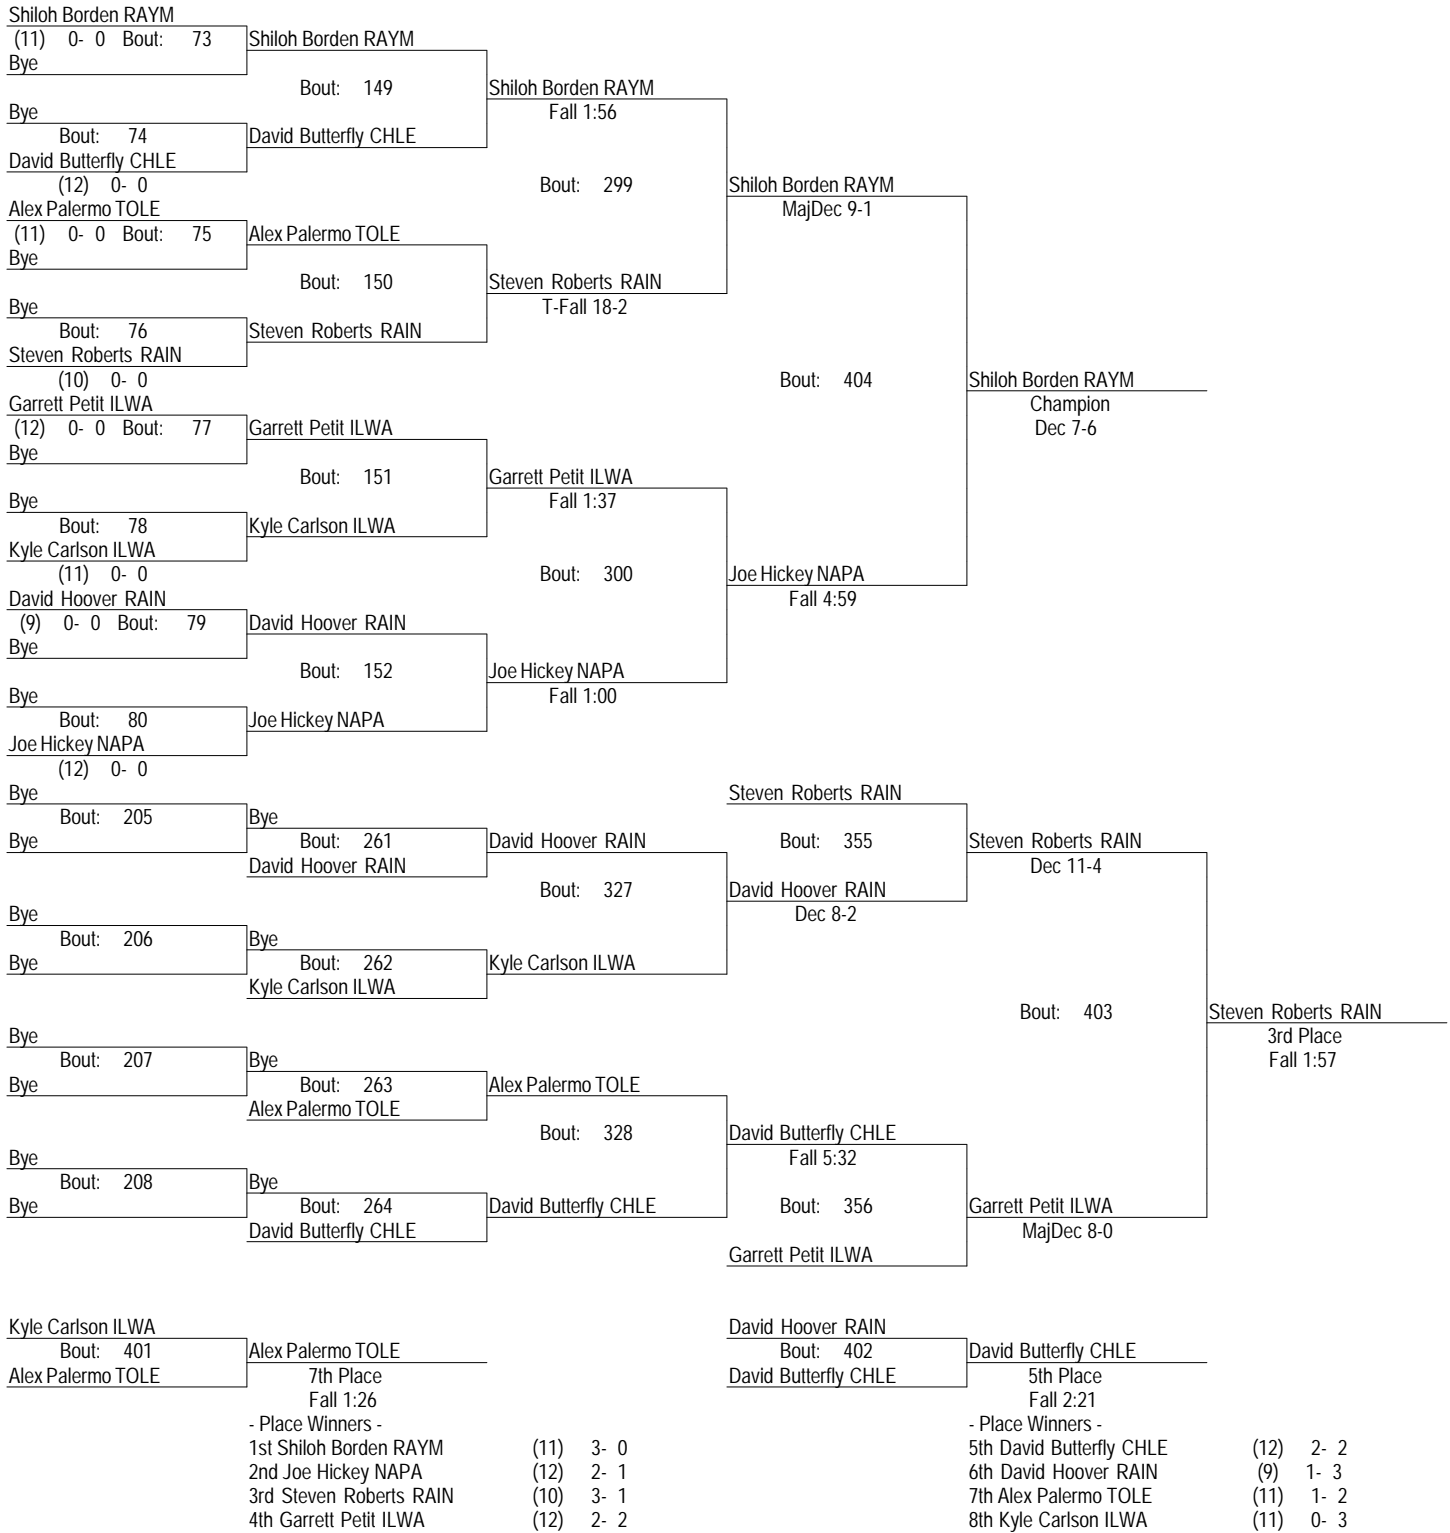 Shiloh Borden RAYM
(11) 0- 0 Bout: 73 Shiloh Borden RAYM
Bye
Bout: 149 Shiloh Borden RAYM
Bye Fall 1:56
Bout: 74 David Butterfly CHLE
David Butterfly CHLE
(12) 0- 0 Bout: 299 Shiloh Borden RAYM
Alex Palermo TOLE MajDec 9-1
(11) 0- 0 Bout: 75 Alex Palermo TOLE
Bye
Bout: 150 Steven Roberts RAIN
Bye T-Fall 18-2
Bout: 76 Steven Roberts RAIN
Steven Roberts RAIN
(10) 0- 0 Bout: 404 Shiloh Borden RAYM
Garrett Petit ILWA Champion
(12) 0- 0 Bout: 77 Garrett Petit ILWA Dec 7-6
Bye
Bout: 151 Garrett Petit ILWA
Bye Fall 1:37
Bout: 78 Kyle Carlson ILWA
Kyle Carlson ILWA
(11) 0- 0 Bout: 300 Joe Hickey NAPA
David Hoover RAIN Fall 4:59
(9) 0- 0 Bout: 79 David Hoover RAIN
Bye
Bout: 152 Joe Hickey NAPA
Bye Fall 1:00
Bout: 80 Joe Hickey NAPA
Joe Hickey NAPA
(12) 0- 0
Bye Steven Roberts RAIN
Bout: 205 Bye
Bye Bout: 261 David Hoover RAIN Bout: 355 Steven Roberts RAIN
David Hoover RAIN Dec 11-4
Bout: 327 David Hoover RAIN
Bye Dec 8-2
Bout: 206 Bye
Bye Bout: 262 Kyle Carlson ILWA
Kyle Carlson ILWA
Bout: 403 Steven Roberts RAIN
Bye 3rd Place
Bout: 207 Bye Fall 1:57
Bye Bout: 263 Alex Palermo TOLE
Alex Palermo TOLE
Bout: 328 David Butterfly CHLE
Bye Fall 5:32
Bout: 208 Bye
Bye Bout: 264 David Butterfly CHLE Bout: 356 Garrett Petit ILWA
David Butterfly CHLE MajDec 8-0
Garrett Petit ILWA
Kyle Carlson ILWA David Hoover RAIN
Bout: 401 Alex Palermo TOLE Bout: 402 David Butterfly CHLE
Alex Palermo TOLE 7th Place David Butterfly CHLE 5th Place
Fall 1:26 Fall 2:21
- Place Winners - - Place Winners -
1st Shiloh Borden RAYM (11) 3- 0 5th David Butterfly CHLE (12) 2- 2
2nd Joe Hickey NAPA (12) 2- 1 6th David Hoover RAIN (9) 1- 3
3rd Steven Roberts RAIN (10) 3- 1 7th Alex Palermo TOLE (11) 1- 2
4th Garrett Petit ILWA (12) 2- 2 8th Kyle Carlson ILWA (11) 0- 3